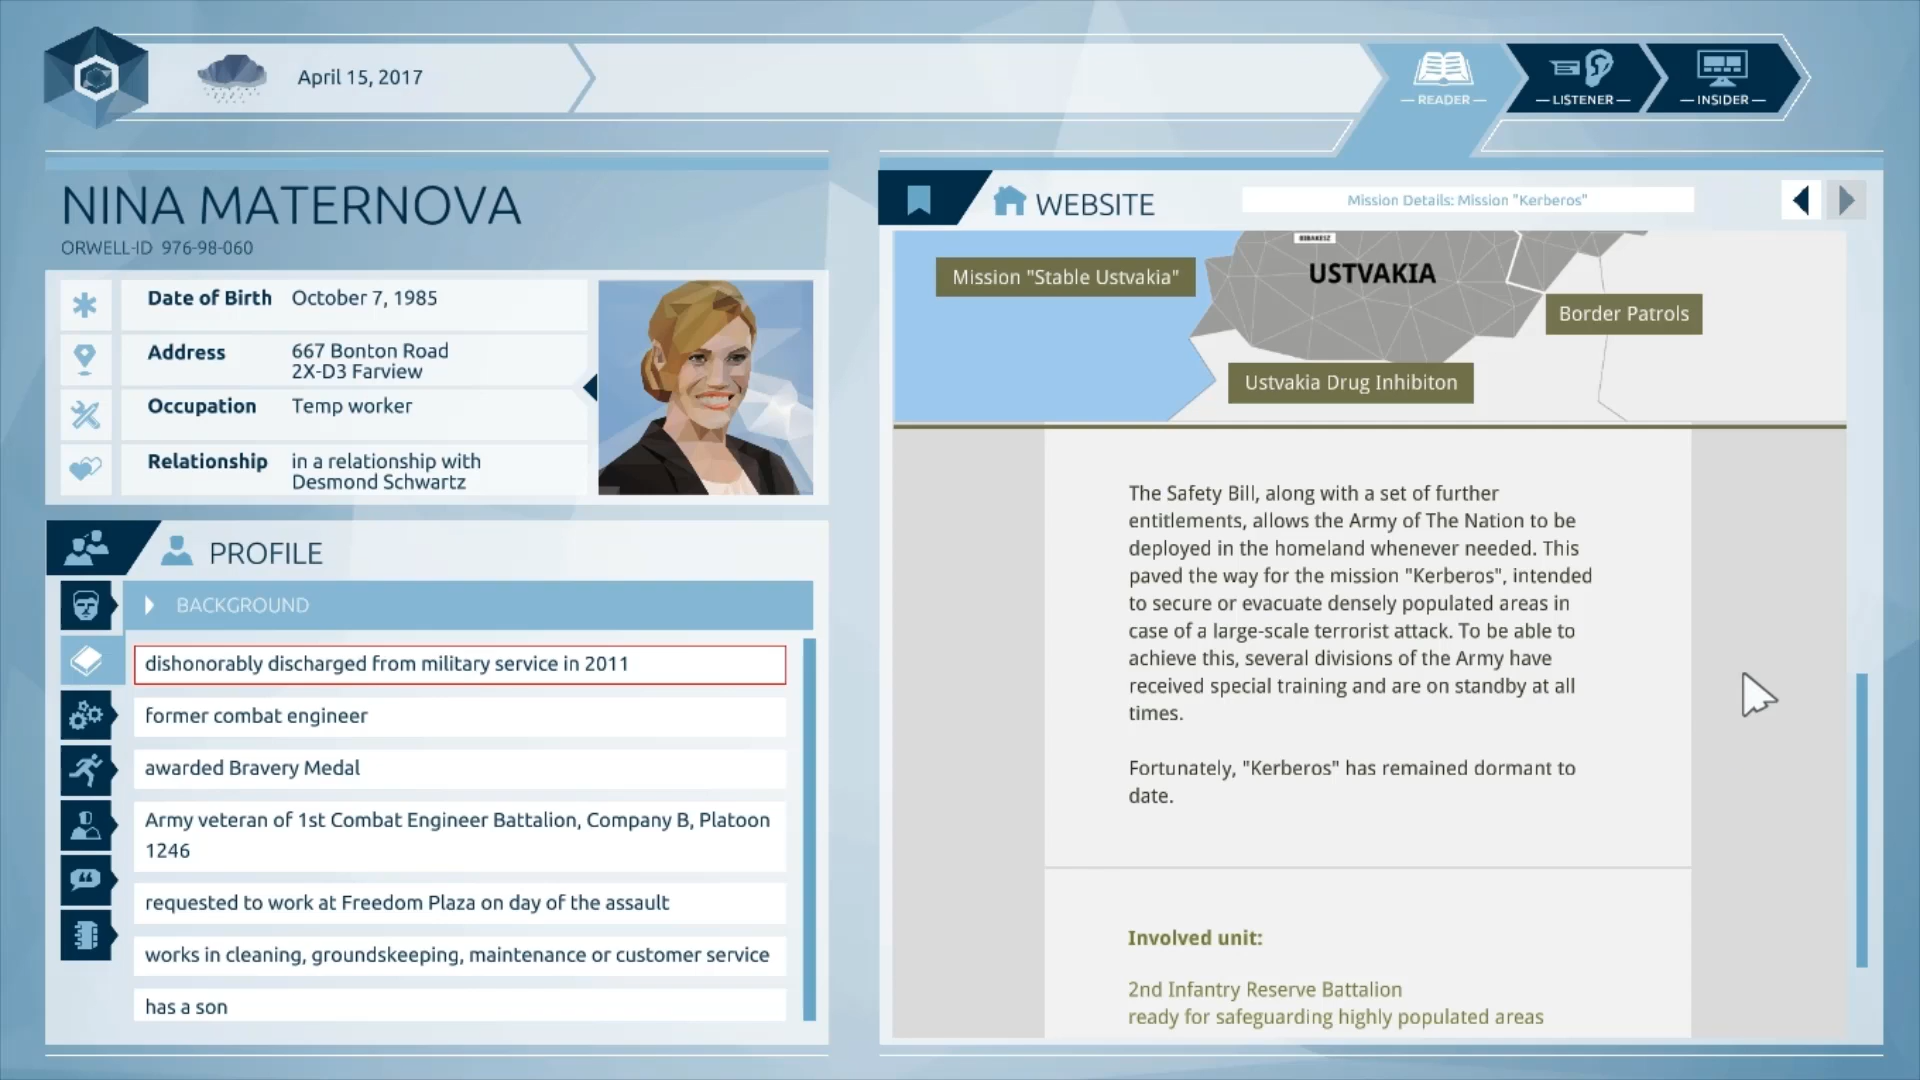 April 15, 2017
READER
LISTENER
INSIDER
NINA MATERNOVA
ORWELL-ID 976-98-060
Date of Birth October 7, 1985
Address 667 Bonton Road
2X-D3 Farview
Occupation Temp worker
Relationship in a relationship with
Desmond Schwartz
PROFILE
BACKGROUND
dishonorably discharged from military service in 2011
former combat engineer
awarded Bravery Medal
Army veteran of 1st Combat Engineer Battalion, Company B, Platoon
1246
requested to work at Freedom Plaza on day of the assault
works in cleaning, groundskeeping, maintenance or customer service
has a son
WEBSITE
Mission Details: Mission "Kerberos"
Mission "Stable Ustvakia"
USTVAKIA
Border Patrols
Ustvakia Drug Inhibiton
The Safety Bill, along with a set of further
entitlements, allows the Army of The Nation to be
deployed in the homeland whenever needed. This
paved the way for the mission "Kerberos", intended
to secure or evacuate densely populated areas in
case of a large-scale terrorist attack. To be able to
achieve this, several divisions of the Army have
received special training and are on standby at all
times.
Fortunately, "Kerberos" has remained dormant to
date.
Involved unit:
2nd Infantry Reserve Battalion
ready for safeguarding highly populated areas